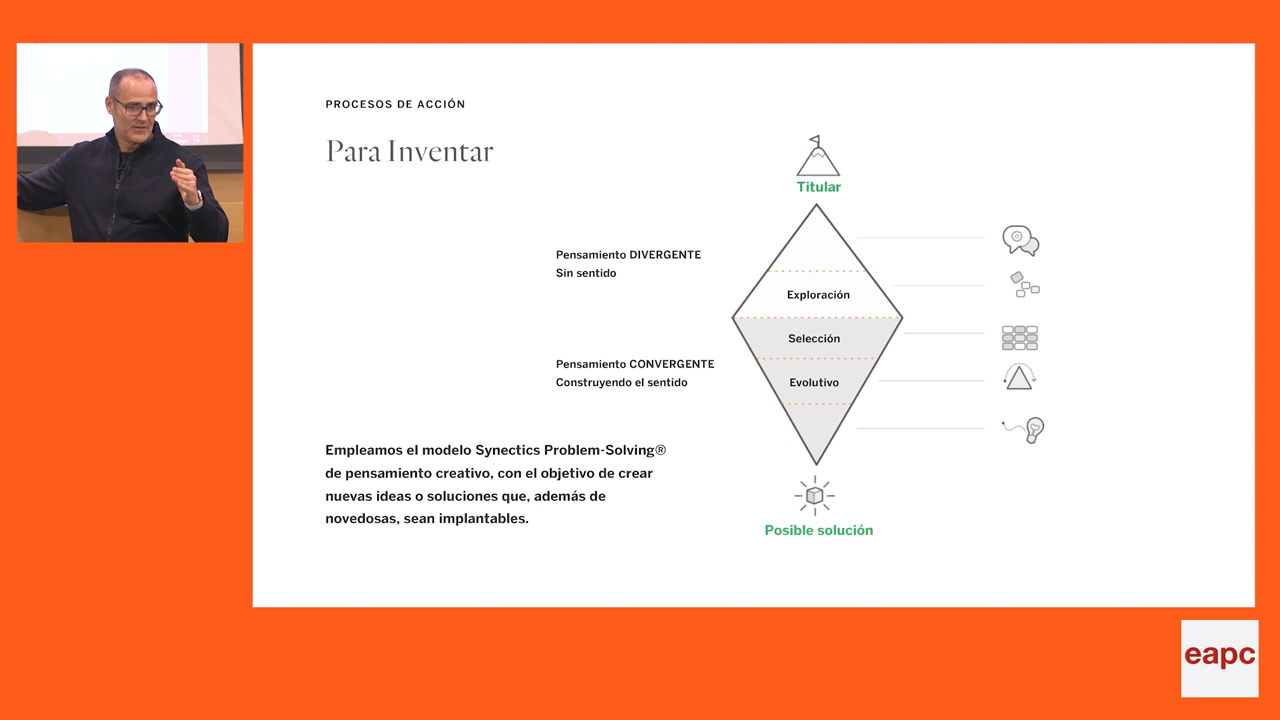 PROCESOS DE ACCIÓN
Para Inventar
Titular
Pensamiento DIVERGENTE
Sin sentido
Exploración
Selección
Pensamiento CONVERGENTE
Construyendo el sentido
Evolutivo
Empleamos el modelo Synectics Problem-Solving®
de pensamiento creativo, con el objetivo de crear
nuevas ideas o soluciones que, además de
novedosas, sean implantables.
Posible solución
eapc